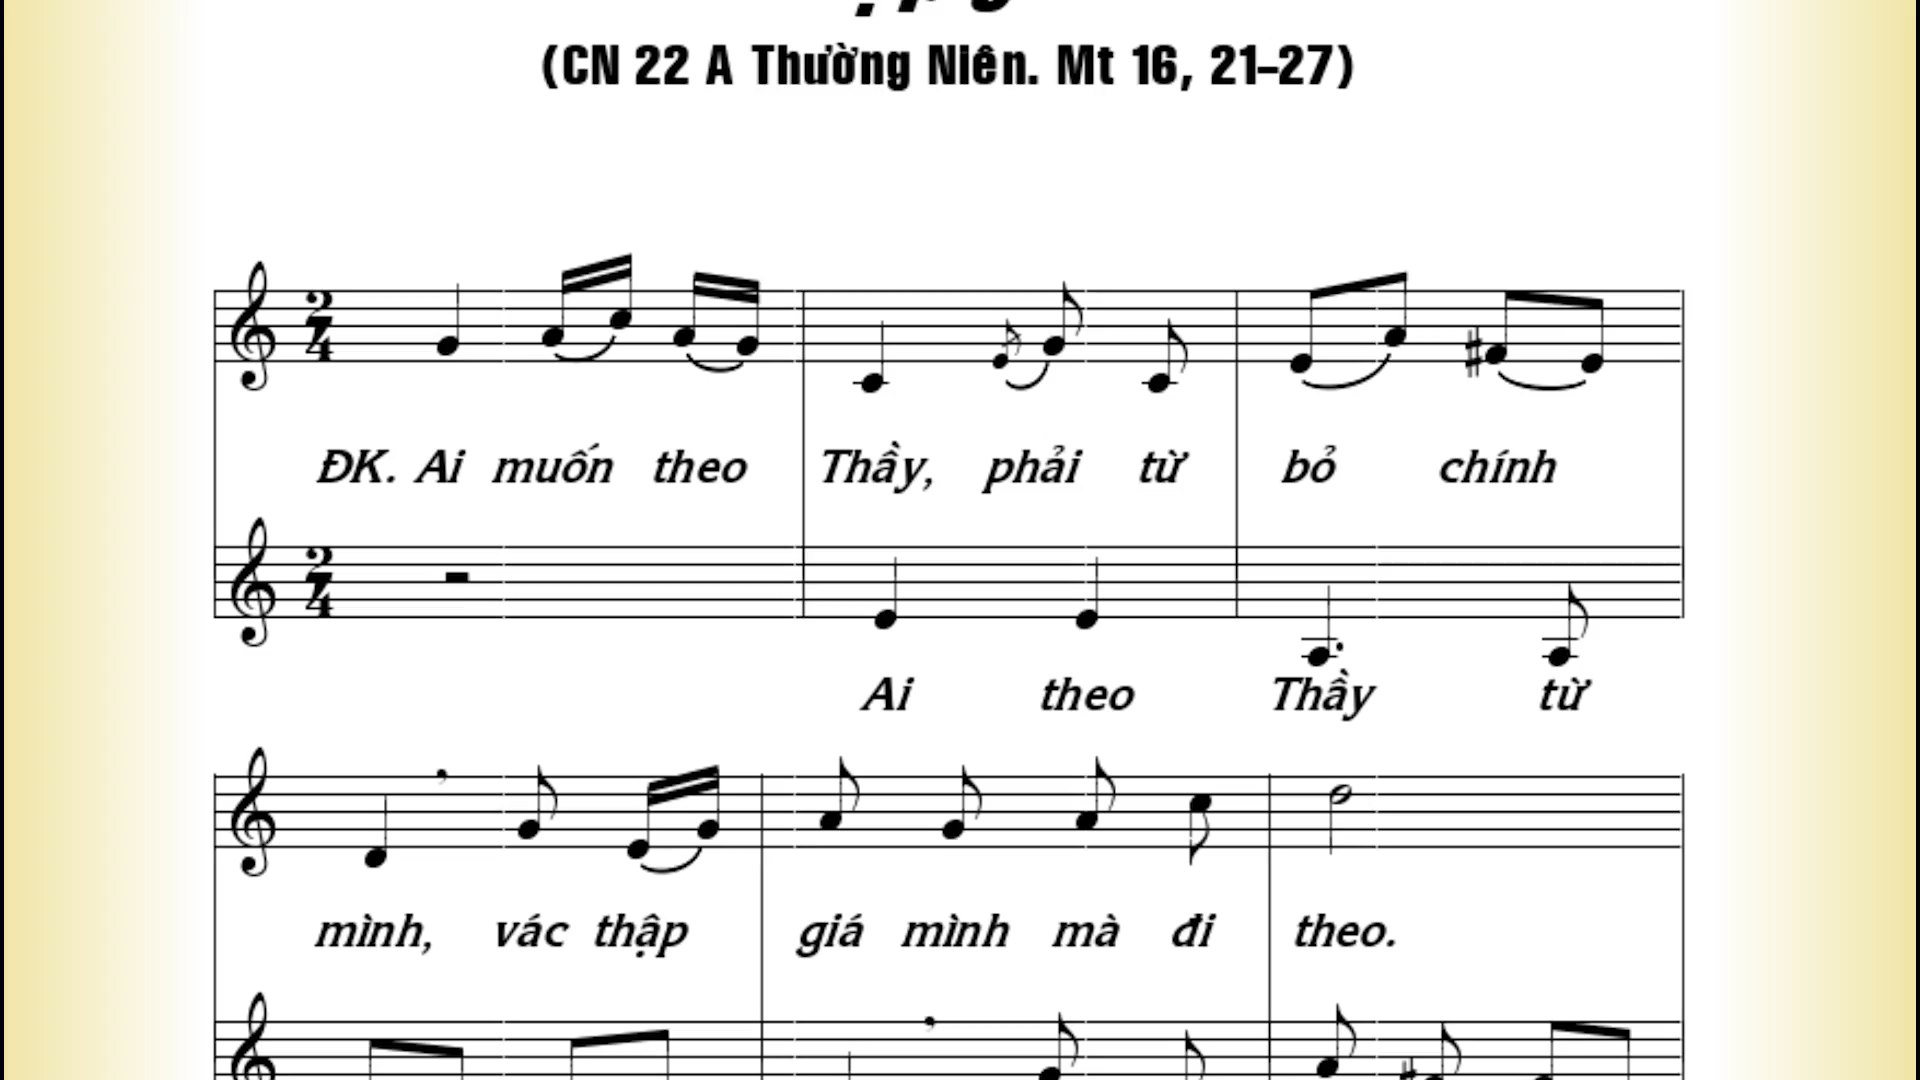 (CN 22 A Thường Niên. Mt 16, 21-27)
ĐK. Ai muốn theo Thầy, phải từ bỏ chính
Ai theo Thầy từ
mình, vác thập giá mình mà đi theo.